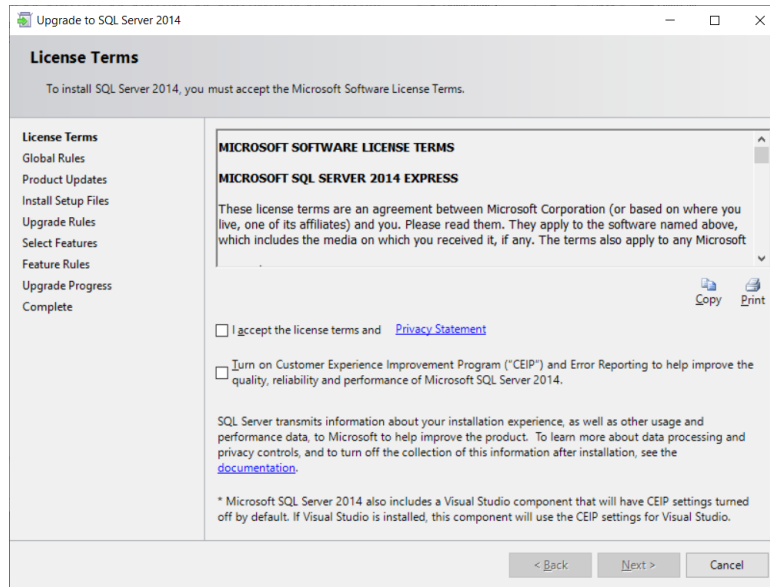 Upgrade to SQL Server 2014
License Terms
To install SQL Server 2014, you must accept the Microsoft Software License Terms.
License Terms
Global Rules
Product Updates
Install Setup Files
Upgrade Rules
Select Features
Feature Rules
Upgrade Progress
Complete
MICROSOFT SOFTWARE LICENSE TERMS
MICROSOFT SQL SERVER 2014 EXPRESS
These license terms are an agreement between Microsoft Corporation (or based on where you
live, one of its affiliates) and you. Please read them. They apply to the software named above,
which includes the media on which you received it, if any. The terms also apply to any Microsoft
Copy Print
I accept the license terms and Privacy Statement
Turn on Customer Experience Improvement Program ("CEIP") and Error Reporting to help improve the
quality, reliability and performance of Microsoft SQL Server 2014.
SQL Server transmits information about your installation experience, as well as other usage and
performance data, to Microsoft to help improve the product. To learn more about data processing and
privacy controls, and to turn off the collection of this information after installation, see the
documentation.
* Microsoft SQL Server 2014 also includes a Visual Studio component that will have CEIP settings turned
off by default. If Visual Studio is installed, this component will use the CEIP settings for Visual Studio.
< Back Next > Cancel